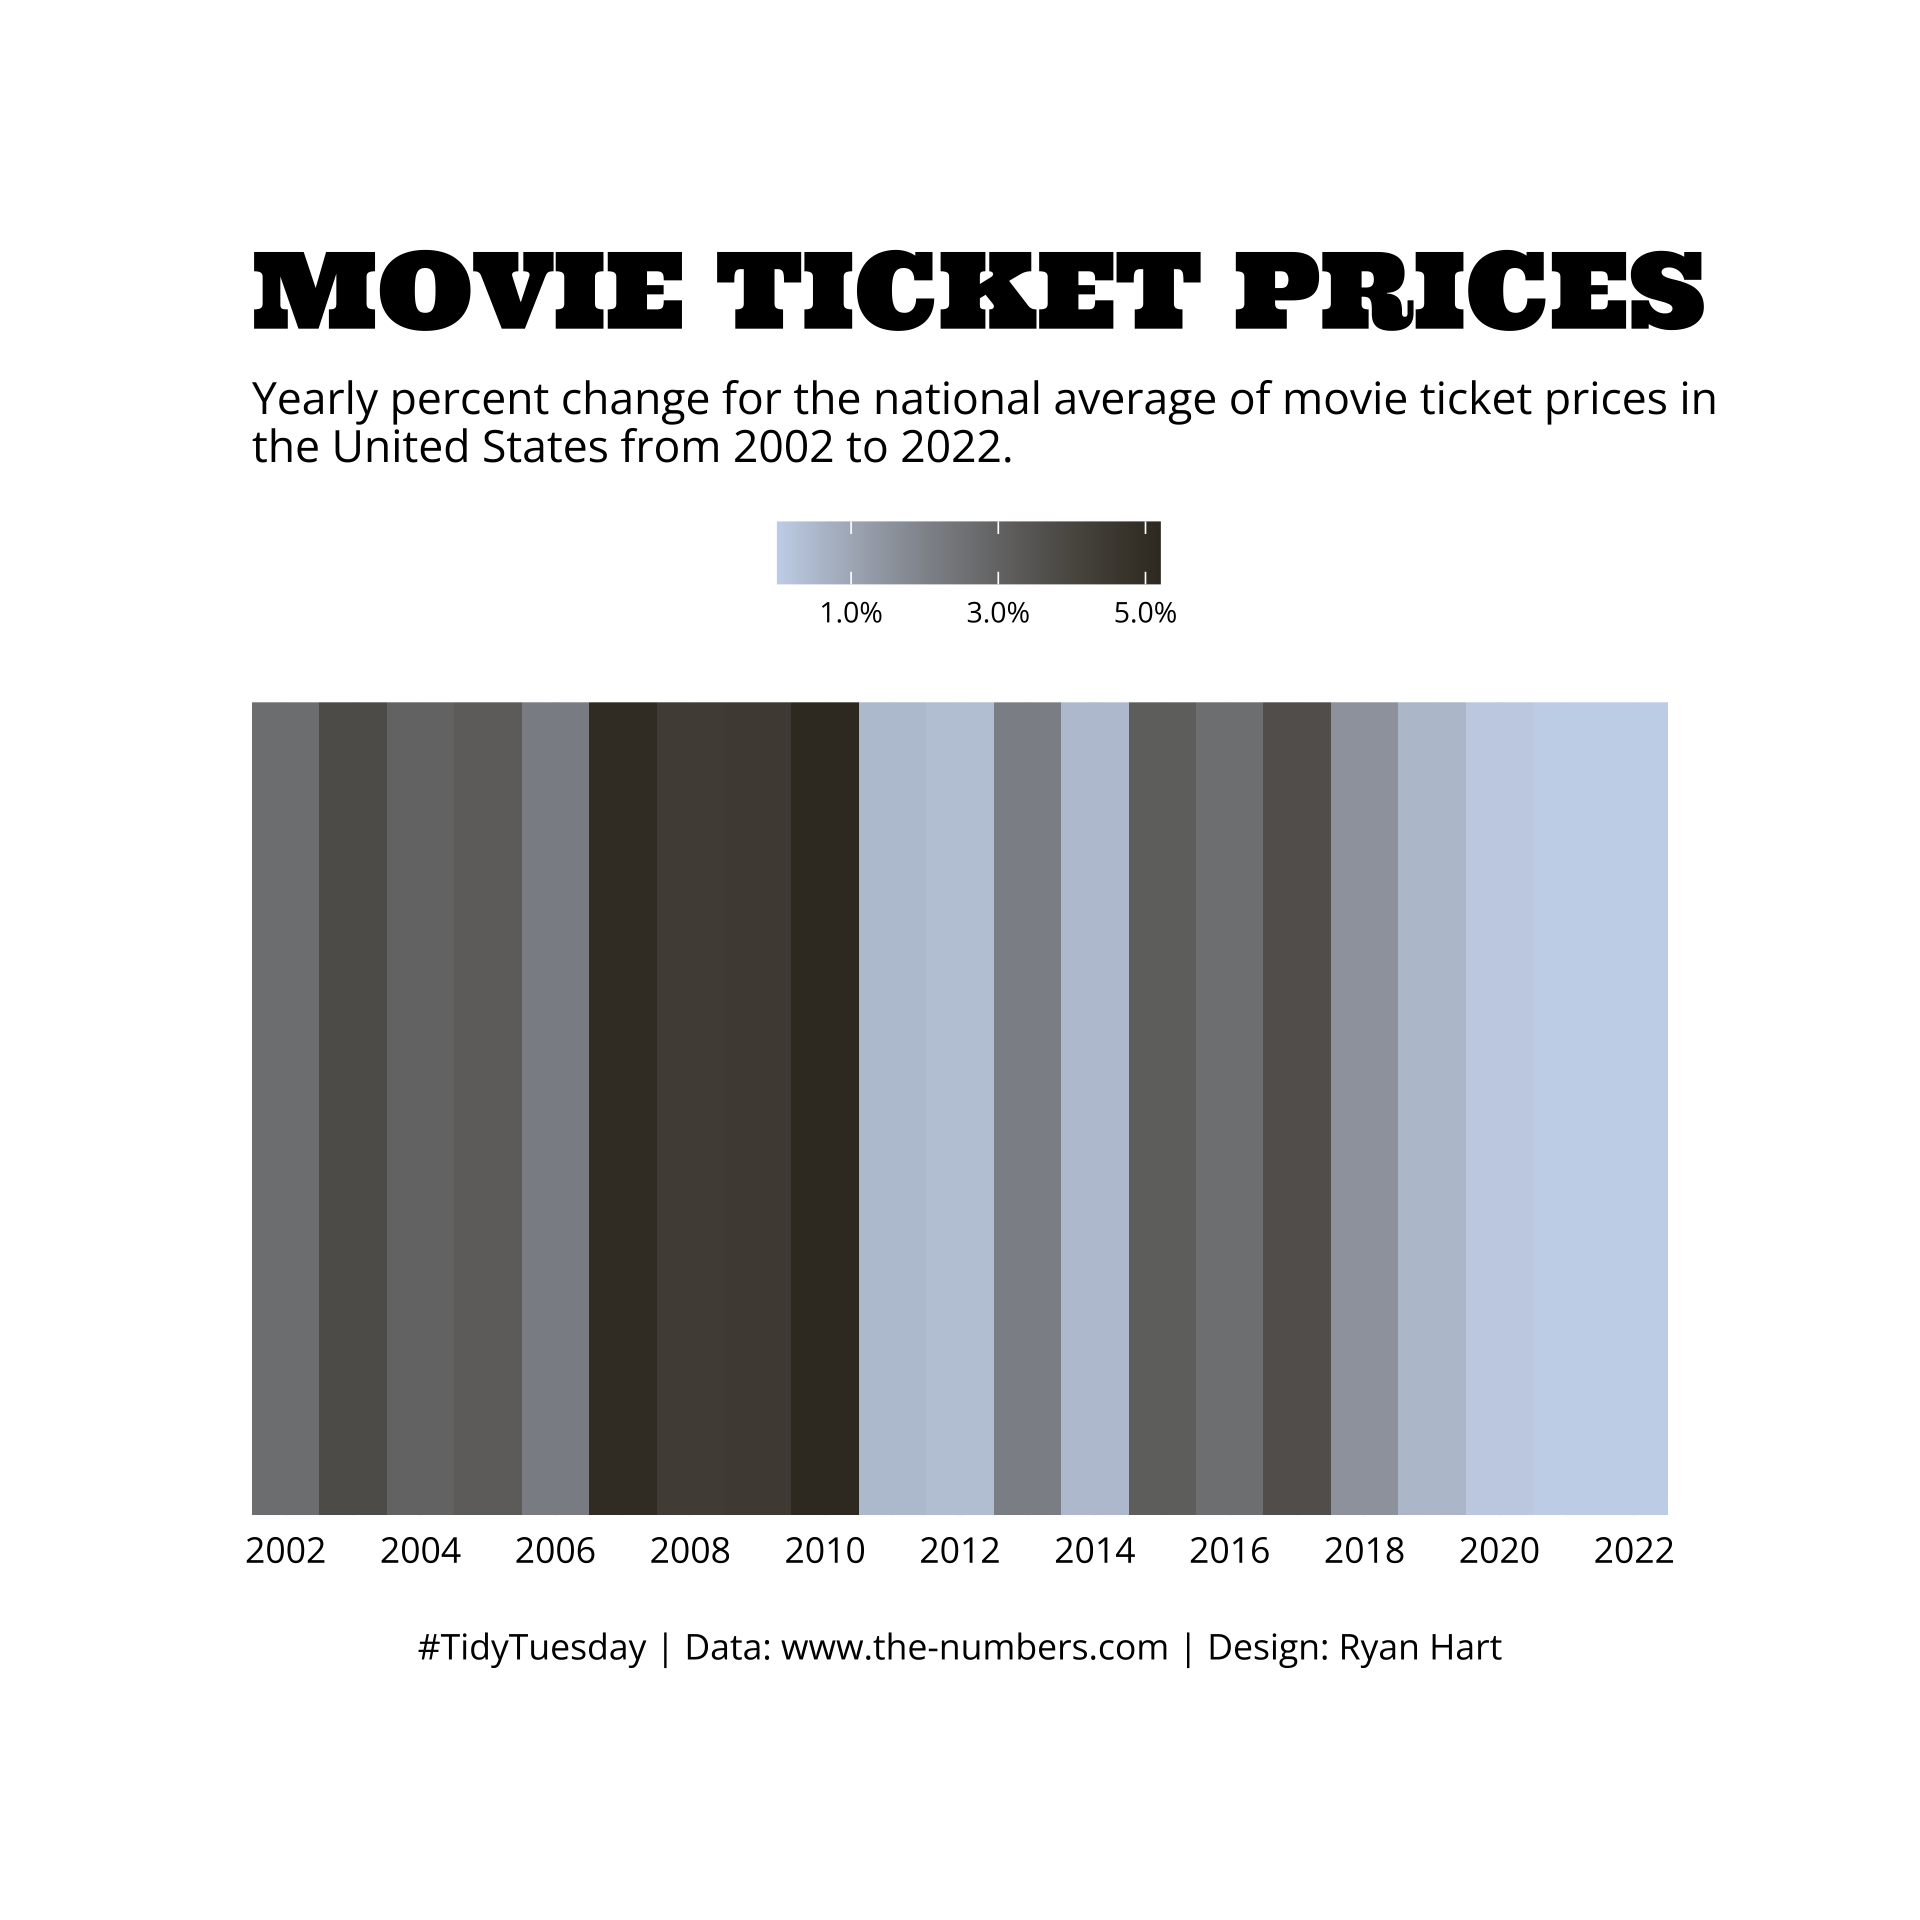 MOVIE TICKET PRICES
Yearly percent change for the national average of movie ticket prices in
the United States from 2002 to 2022.
1.0% 3.0% 5.0%
2002 2004 2006 2008 2010 2012 2014 2016 2018 2020 2022
#TidyTuesday | Data: www.the-numbers.com | Design: Ryan Hart